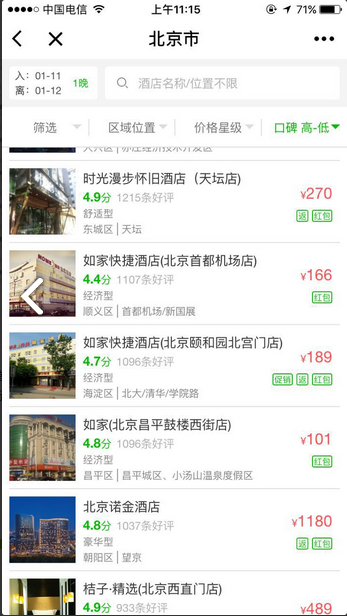 中国电信
上午11:15
71%
北京市
入：01-11
离：01-12
1晚
酒店名称/位置不限
筛选
区域位置
价格星级
口碑 高-低
大兴区 | 亦庄经济技术开发区
时光漫步怀旧酒店（天坛店)
4.9分 1215条好评
¥270
舒适型
返 红包
东城区 | 天坛
如家快捷酒店(北京首都机场店)
4.4分 1107条好评
¥166
经济型
红包
顺义区 | 首都机场/新国展
如家快捷酒店(北京颐和园北宫门店)
4.7分 1096条好评
¥189
经济型
促销 返 红包
海淀区 | 北大/清华/学院路
如家(北京昌平鼓楼西街店)
4.8分 1096条好评
¥101
经济型
红包
昌平区 | 昌平城区、小汤山温泉度假区
北京诺金酒店
4.8分 1037条好评
¥1180
豪华型
返 红包
朝阳区 | 望京
桔子·精选(北京西直门店)
4.9分 933条好评
¥489